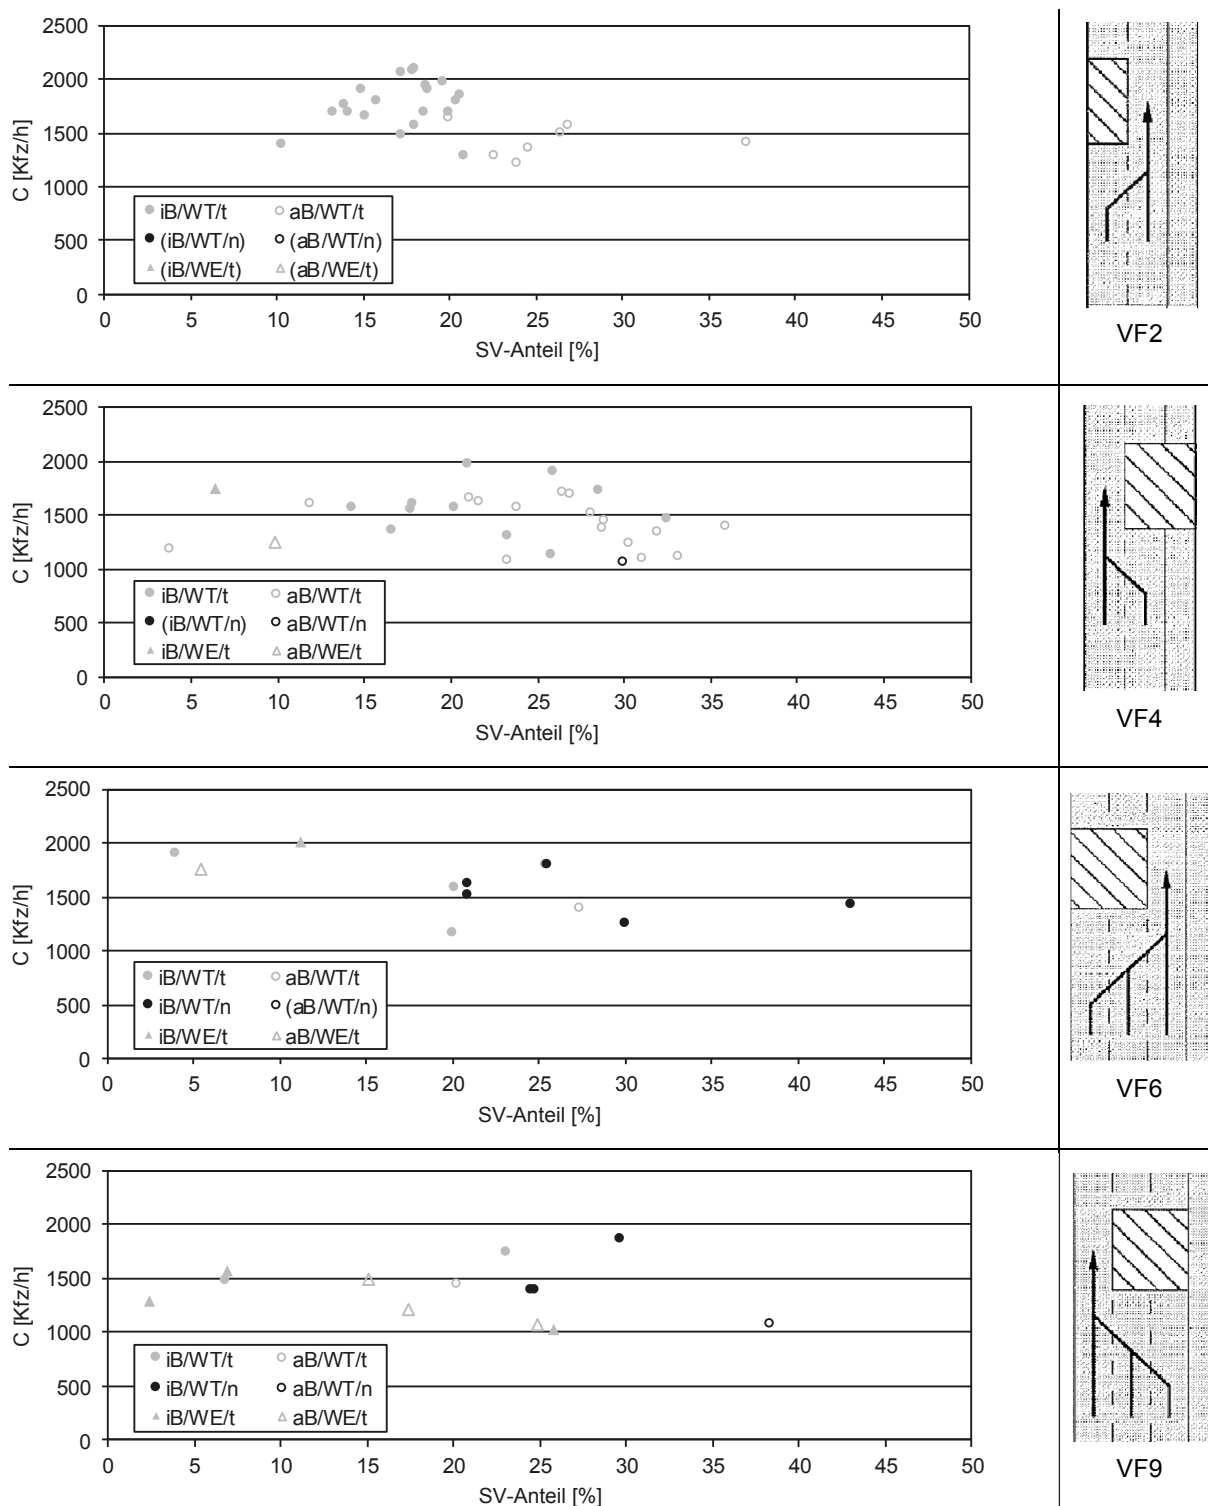 2500
2000
1500
1000
500
0
C [Kfz/h]
iB/WT/t aB/WT/t
(iB/WT/n) (aB/WT/n)
(iB/WE/t) (aB/WE/t)
0 5 10 15 20 25 30 35 40 45 50
SV-Anteil [%]
VF2
2500
2000
1500
1000
500
0
C [Kfz/h]
iB/WT/t aB/WT/t
(iB/WT/n) aB/WT/n
iB/WE/t aB/WE/t
0 5 10 15 20 25 30 35 40 45 50
SV-Anteil [%]
VF4
2500
2000
1500
1000
500
0
C [Kfz/h]
iB/WT/t aB/WT/t
iB/WT/n (aB/WT/n)
iB/WE/t aB/WE/t
0 5 10 15 20 25 30 35 40 45 50
SV-Anteil [%]
VF6
2500
2000
1500
1000
500
0
C [Kfz/h]
iB/WT/t aB/WT/t
iB/WT/n aB/WT/n
iB/WE/t aB/WE/t
0 5 10 15 20 25 30 35 40 45 50
SV-Anteil [%]
VF9